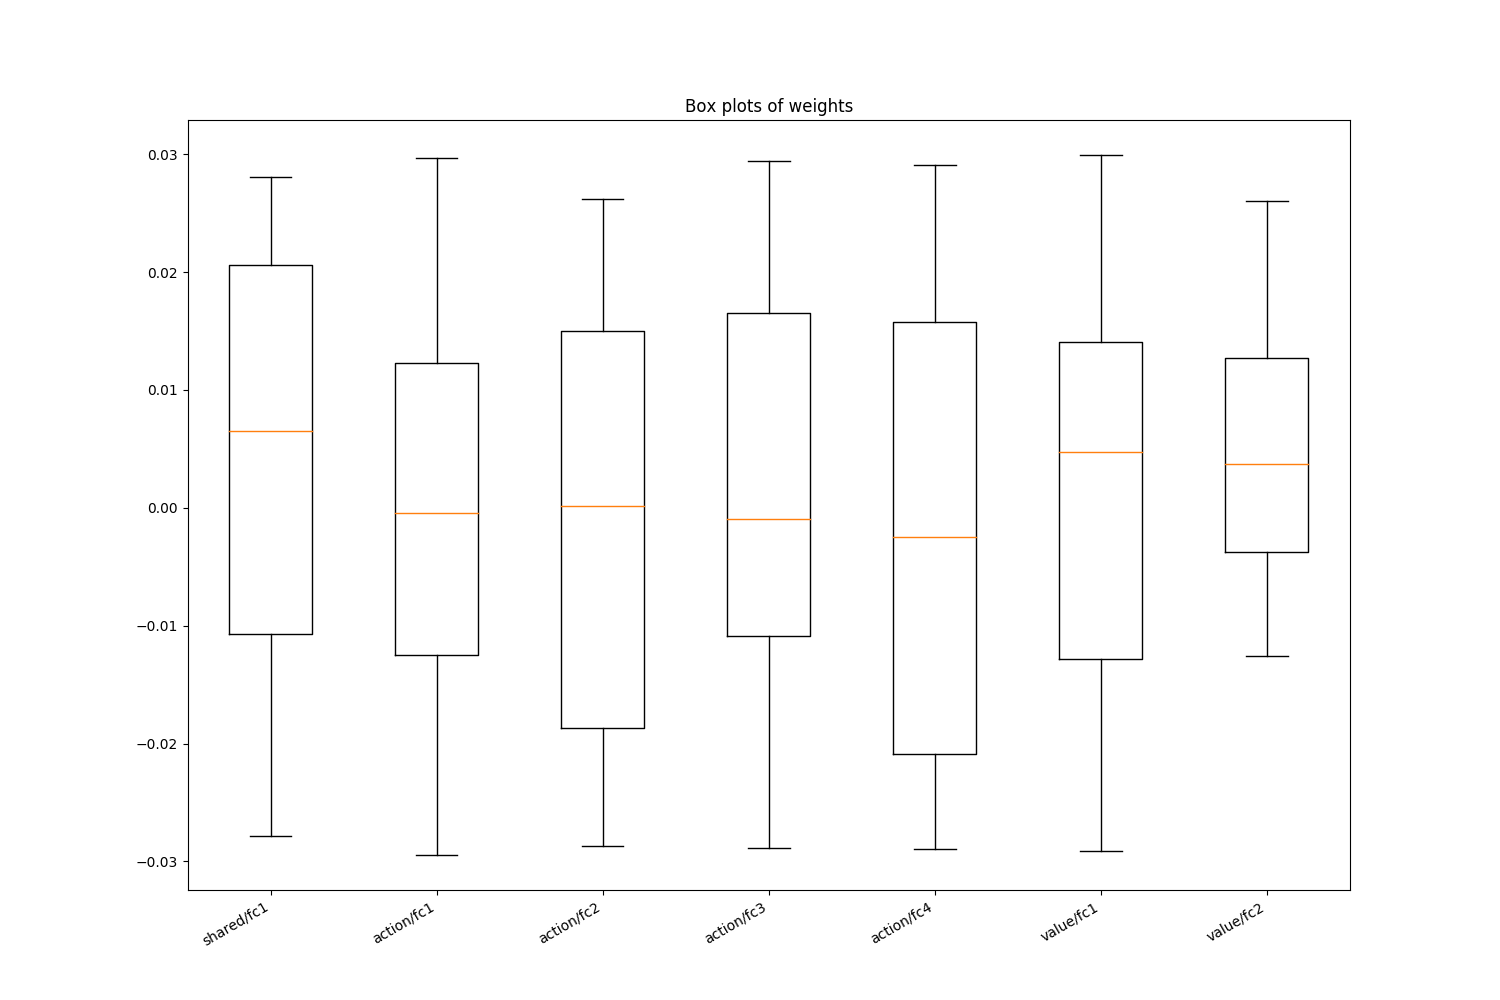 Box plots of weights
0.03
0.02
0.01
0.00
−0.01
−0.02
−0.03
shared/fc1
action/fc1
action/fc2
action/fc3
action/fc4
value/fc1
value/fc2